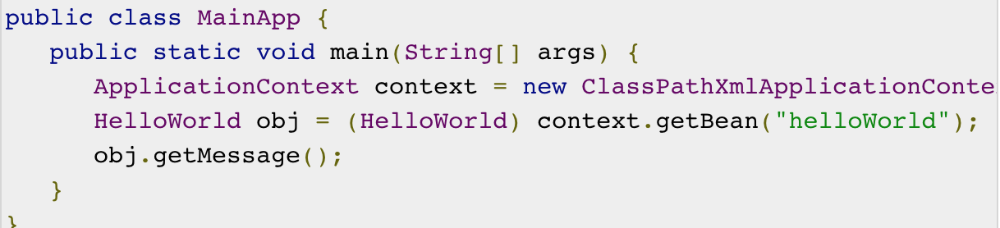 public class MainApp {
   public static void main(String[] args) {
      ApplicationContext context = new ClassPathXmlApplicationConte
      HelloWorld obj = (HelloWorld) context.getBean("helloWorld");
      obj.getMessage();
   }
}